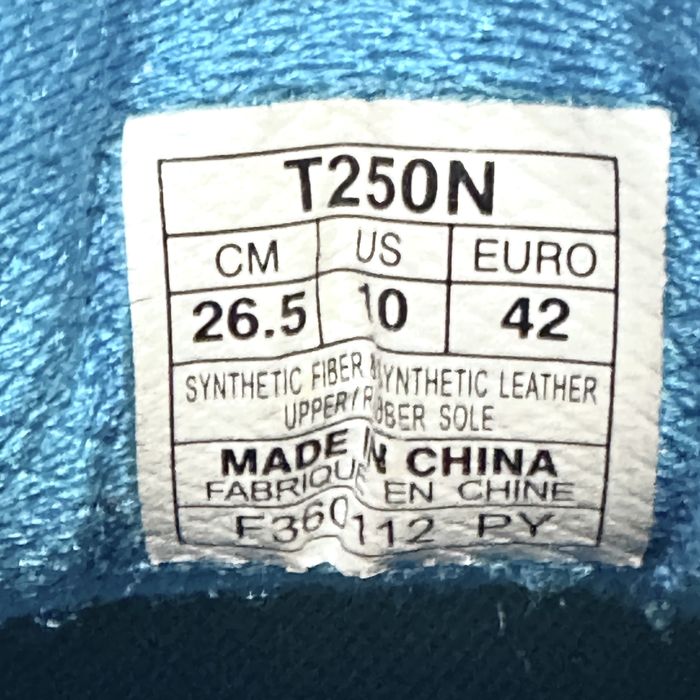 T250N
CM US EURO
26.5 10 42
SYNTHETIC FIBER & SYNTHETIC LEATHER
UPPER/RUBBER SOLE
MADE IN CHINA
FABRIQUE EN CHINE
F360112 PY